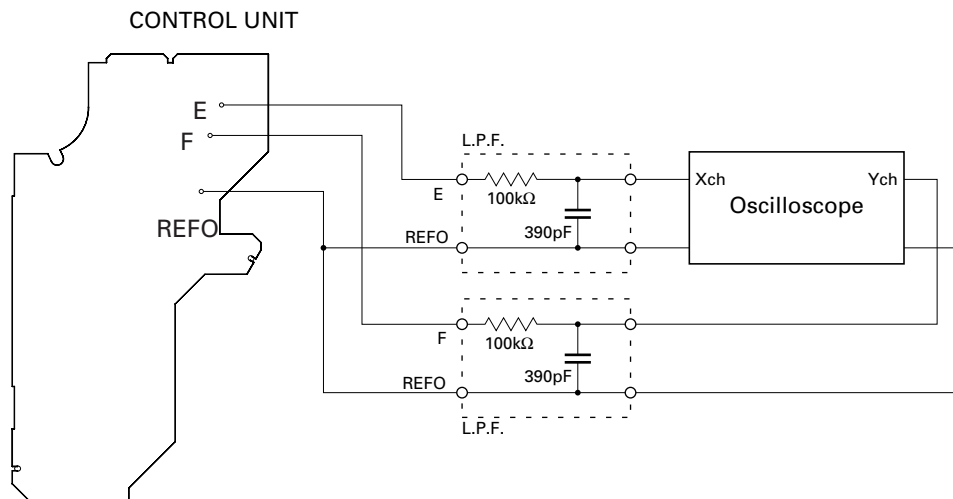 CONTROL UNIT
E
F
REFO
L.P.F.
E
100kΩ
390pF
REFO
Xch
Ych
Oscilloscope
F
100kΩ
390pF
REFO
L.P.F.